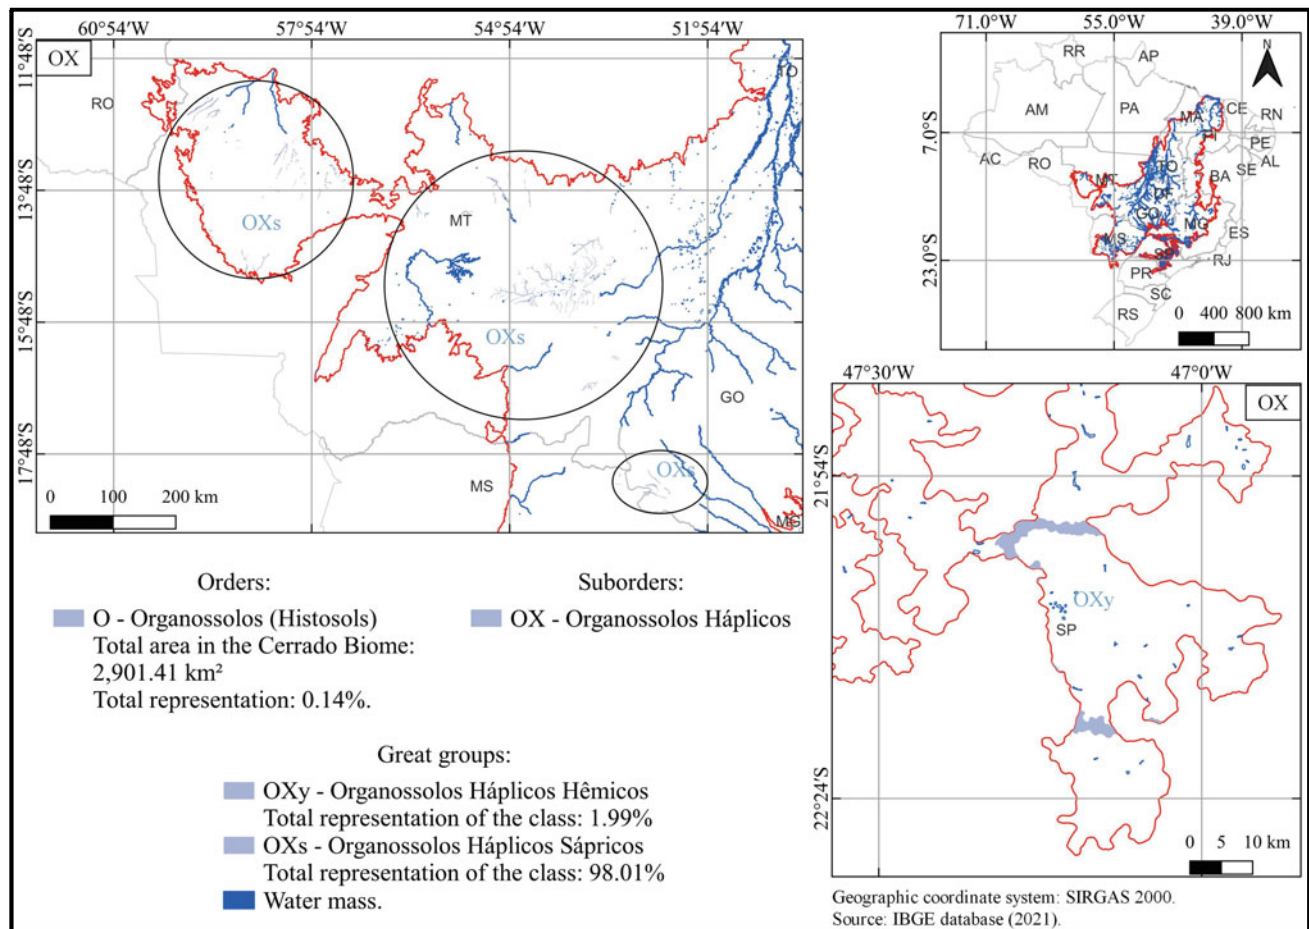 60°54'W 57°54'W 54°54'W 51°54'W
11°48'S
13°48'S
15°48'S
17°48'S
OX
RO
TO
MT
OXs
OXs
GO
OXs
MS
MG
0 100 200 km
71.0°W 55.0°W 39.0°W
7.0°S
23.0°S
N
RR
AP
AM
PA
MA
CE
RN
PI
PE
AC
RO
TO
AL
SE
MT
BA
DF
GO
MG
MS
ES
SP
RJ
PR
SC
RS
0 400 800 km
47°30'W 47°0'W
21°54'S
22°24'S
OX
OXy
SP
0 5 10 km
Orders:
O - Organossolos (Histosols)
Total area in the Cerrado Biome:
2,901.41 km²
Total representation: 0.14%.
Suborders:
OX - Organossolos Háplicos
Great groups:
OXy - Organossolos Háplicos Hêmicos
Total representation of the class: 1.99%
OXs - Organossolos Háplicos Sápricos
Total representation of the class: 98.01%
Water mass.
Geographic coordinate system: SIRGAS 2000.
Source: IBGE database (2021).